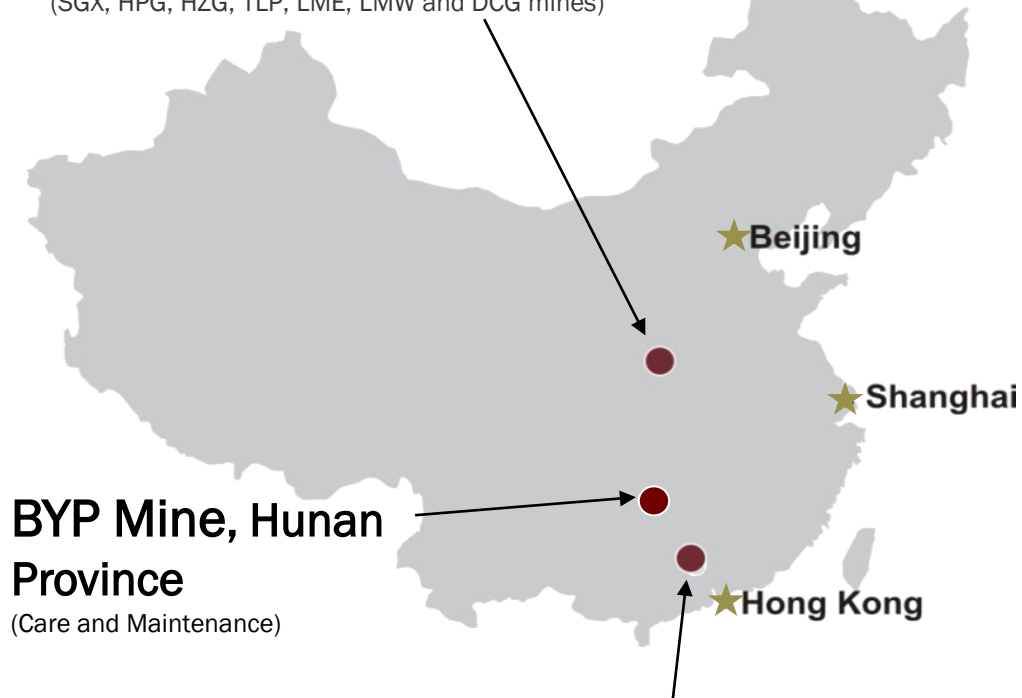 (SGX, HPG, HZG, TLP, LME, LMW and DCG mines)
Beijing
Shanghai
BYP Mine, Hunan
Province
(Care and Maintenance)
Hong Kong